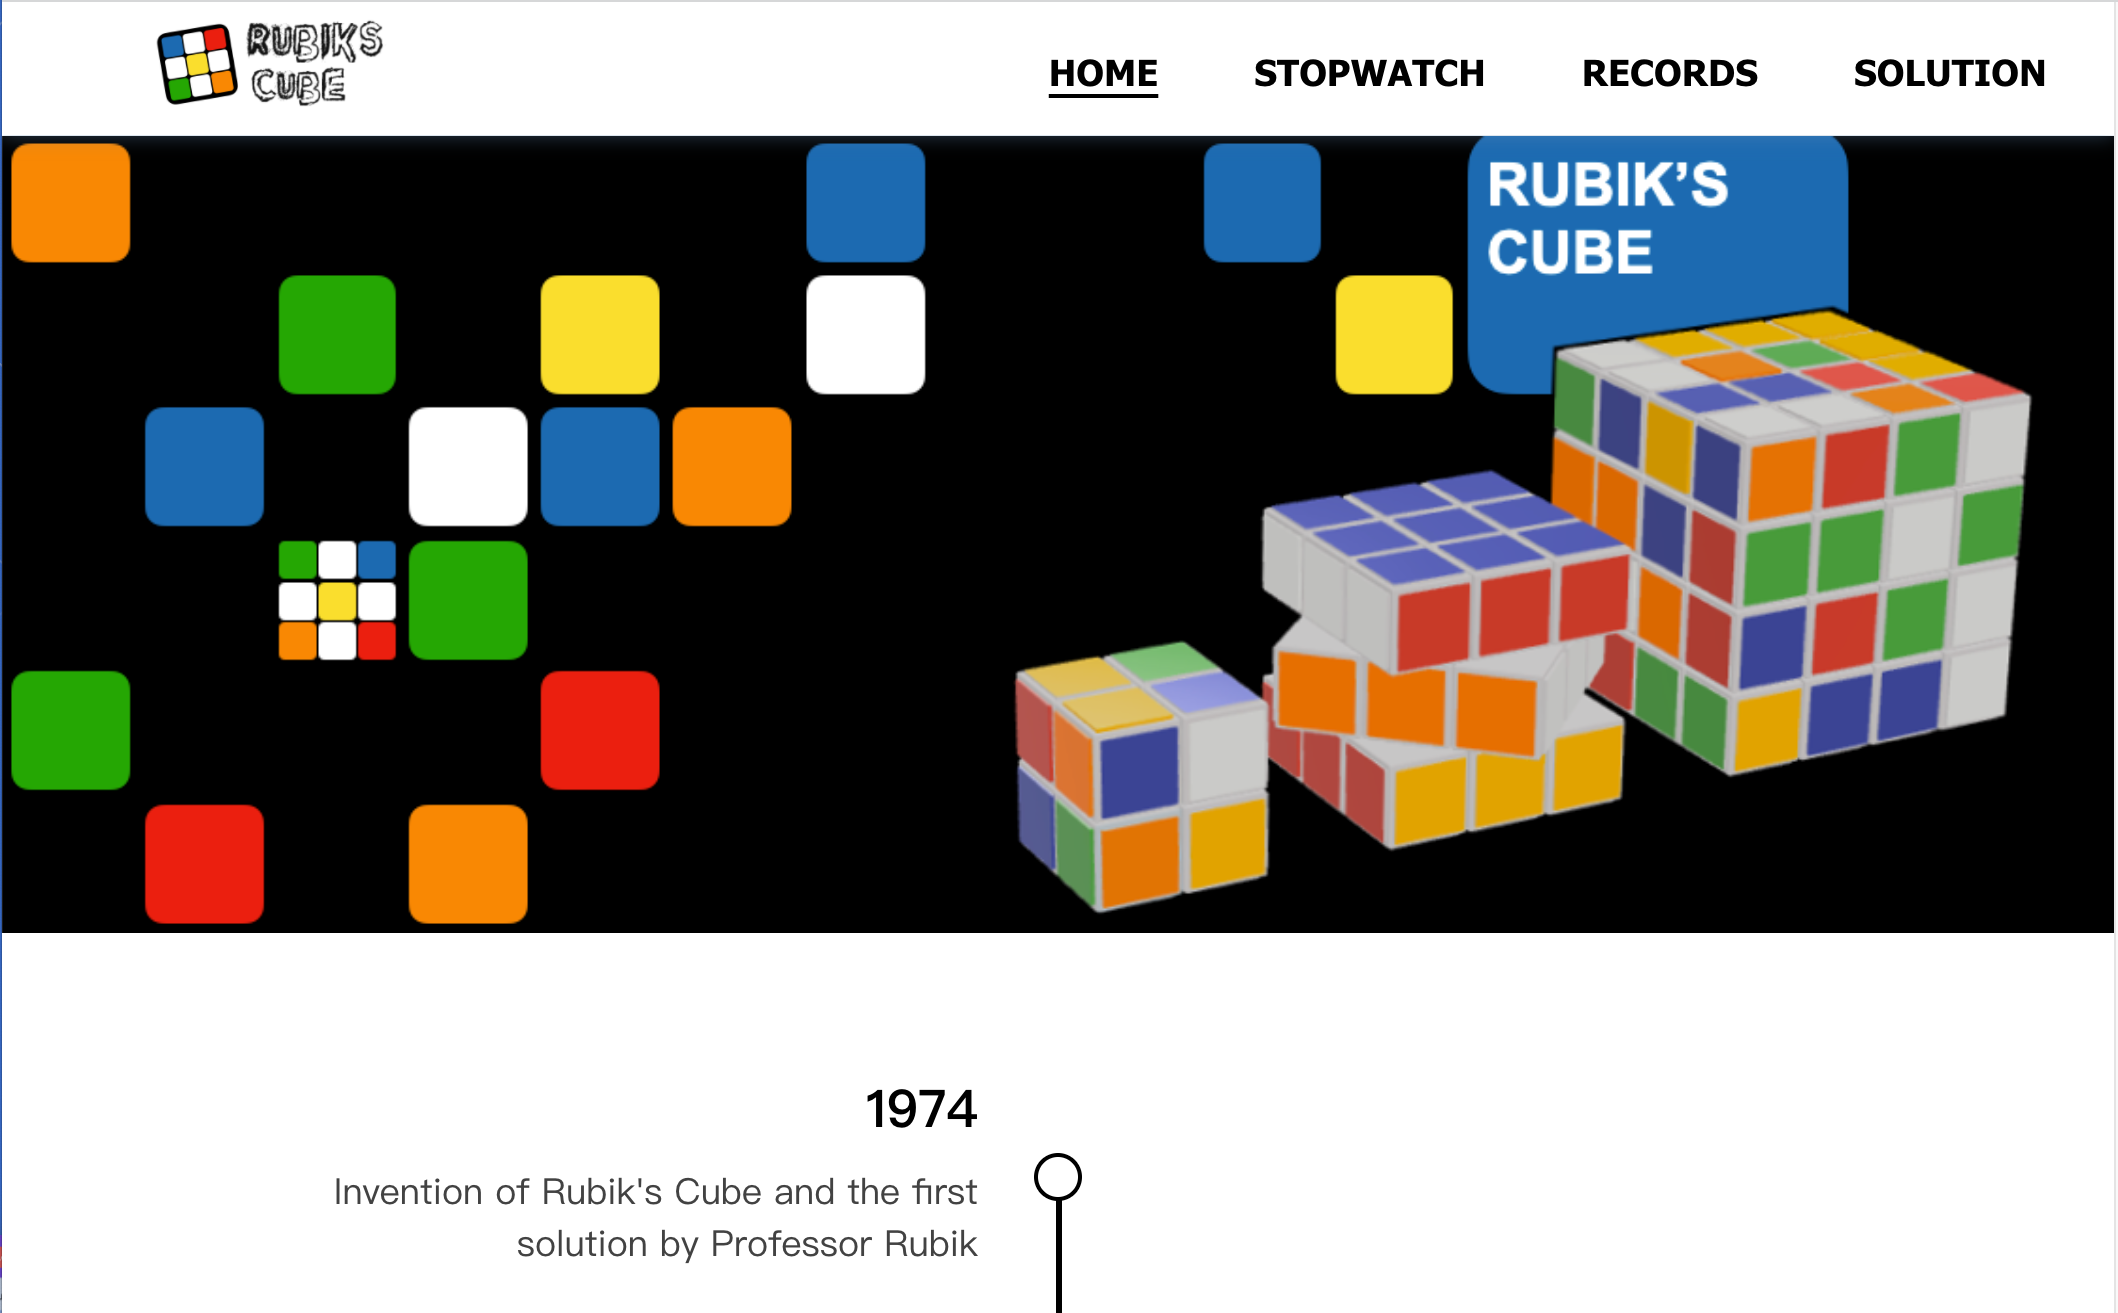 RUBIKS
CUBE
HOME STOPWATCH RECORDS SOLUTION
RUBIK’S
CUBE
1974
Invention of Rubik's Cube and the first
solution by Professor Rubik